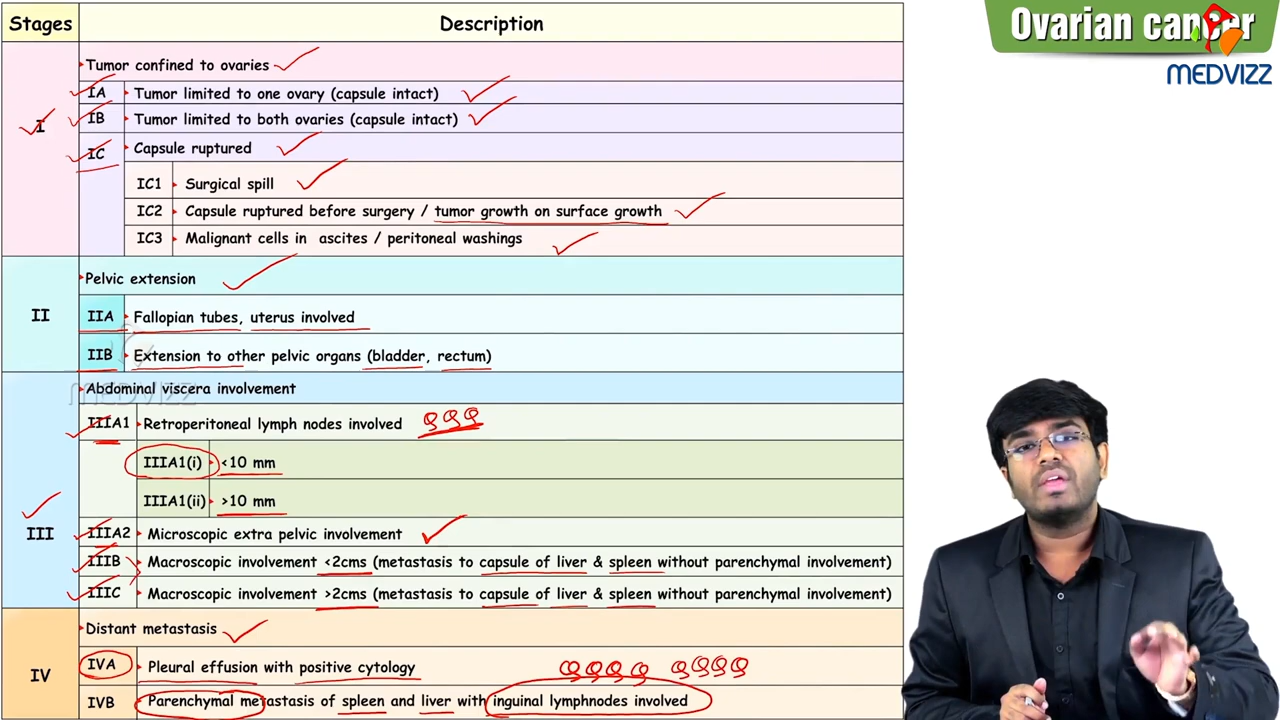 Ovarian cancer
MEDVIZZ
Stages Description
I Tumor confined to ovaries
IA Tumor limited to one ovary (capsule intact)
IB Tumor limited to both ovaries (capsule intact)
IC Capsule ruptured
IC1 Surgical spill
IC2 Capsule ruptured before surgery / tumor growth on surface growth
IC3 Malignant cells in ascites / peritoneal washings
II Pelvic extension
IIA Fallopian tubes, uterus involved
IIB Extension to other pelvic organs (bladder, rectum)
III Abdominal viscera involvement
MEDVIZZ
IIIA1 Retroperitoneal lymph nodes involved
IIIA1(i) <10 mm
IIIA1(ii) >10 mm
IIIA2 Microscopic extra pelvic involvement
IIIB Macroscopic involvement <2cms (metastasis to capsule of liver & spleen without parenchymal involvement)
IIIC Macroscopic involvement >2cms (metastasis to capsule of liver & spleen without parenchymal involvement)
IV Distant metastasis
IVA Pleural effusion with positive cytology
IVB Parenchymal metastasis of spleen and liver with inguinal lymphnodes involved